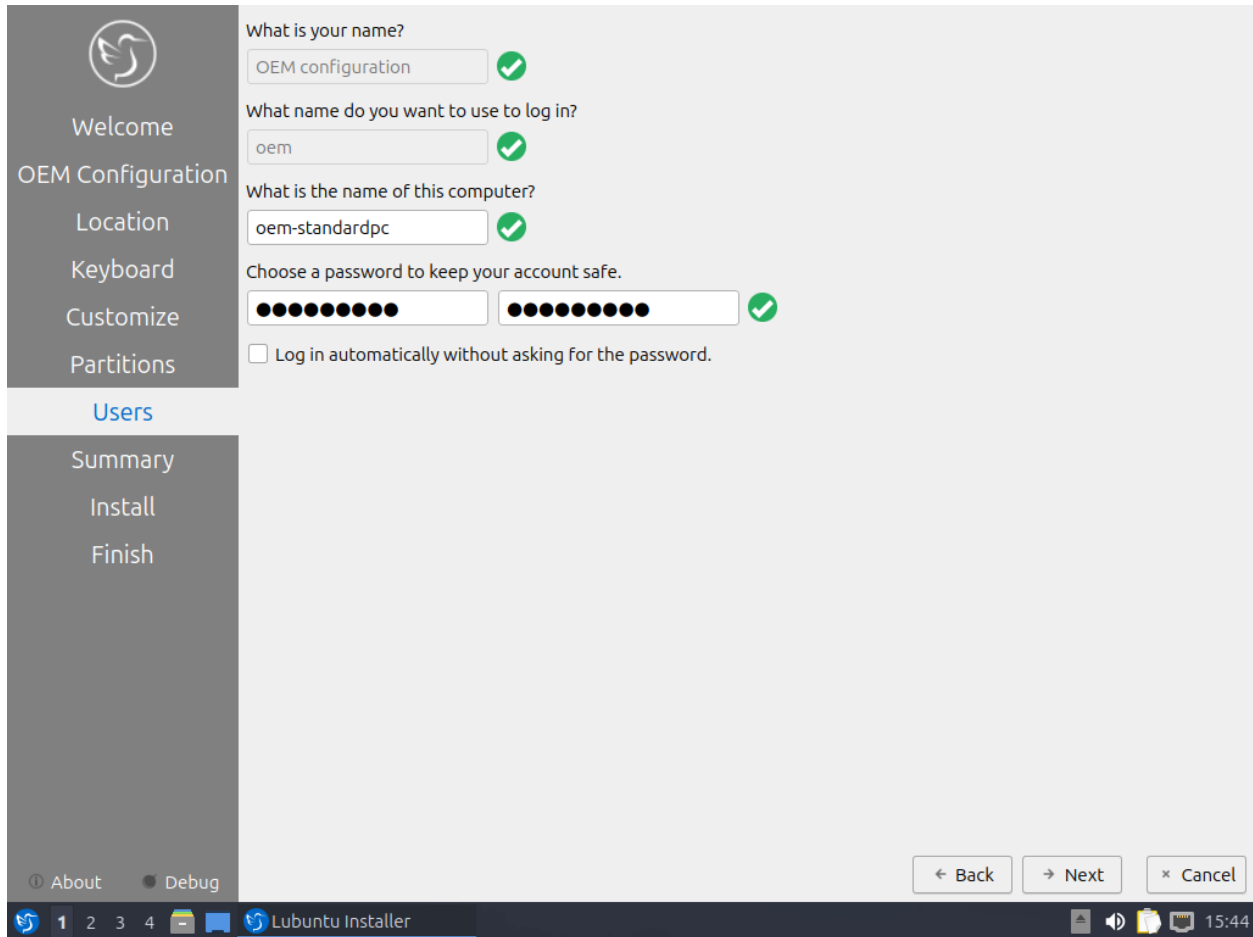 Welcome
OEM Configuration
Location
Keyboard
Customize
Partitions
Users
Summary
Install
Finish
About
Debug
What is your name?
OEM configuration
What name do you want to use to log in?
oem
What is the name of this computer?
oem-standardpc
Choose a password to keep your account safe.
●●●●●●●●● ●●●●●●●●●
Log in automatically without asking for the password.
Back
Next
Cancel
1 2 3 4 Lubuntu Installer 15:44